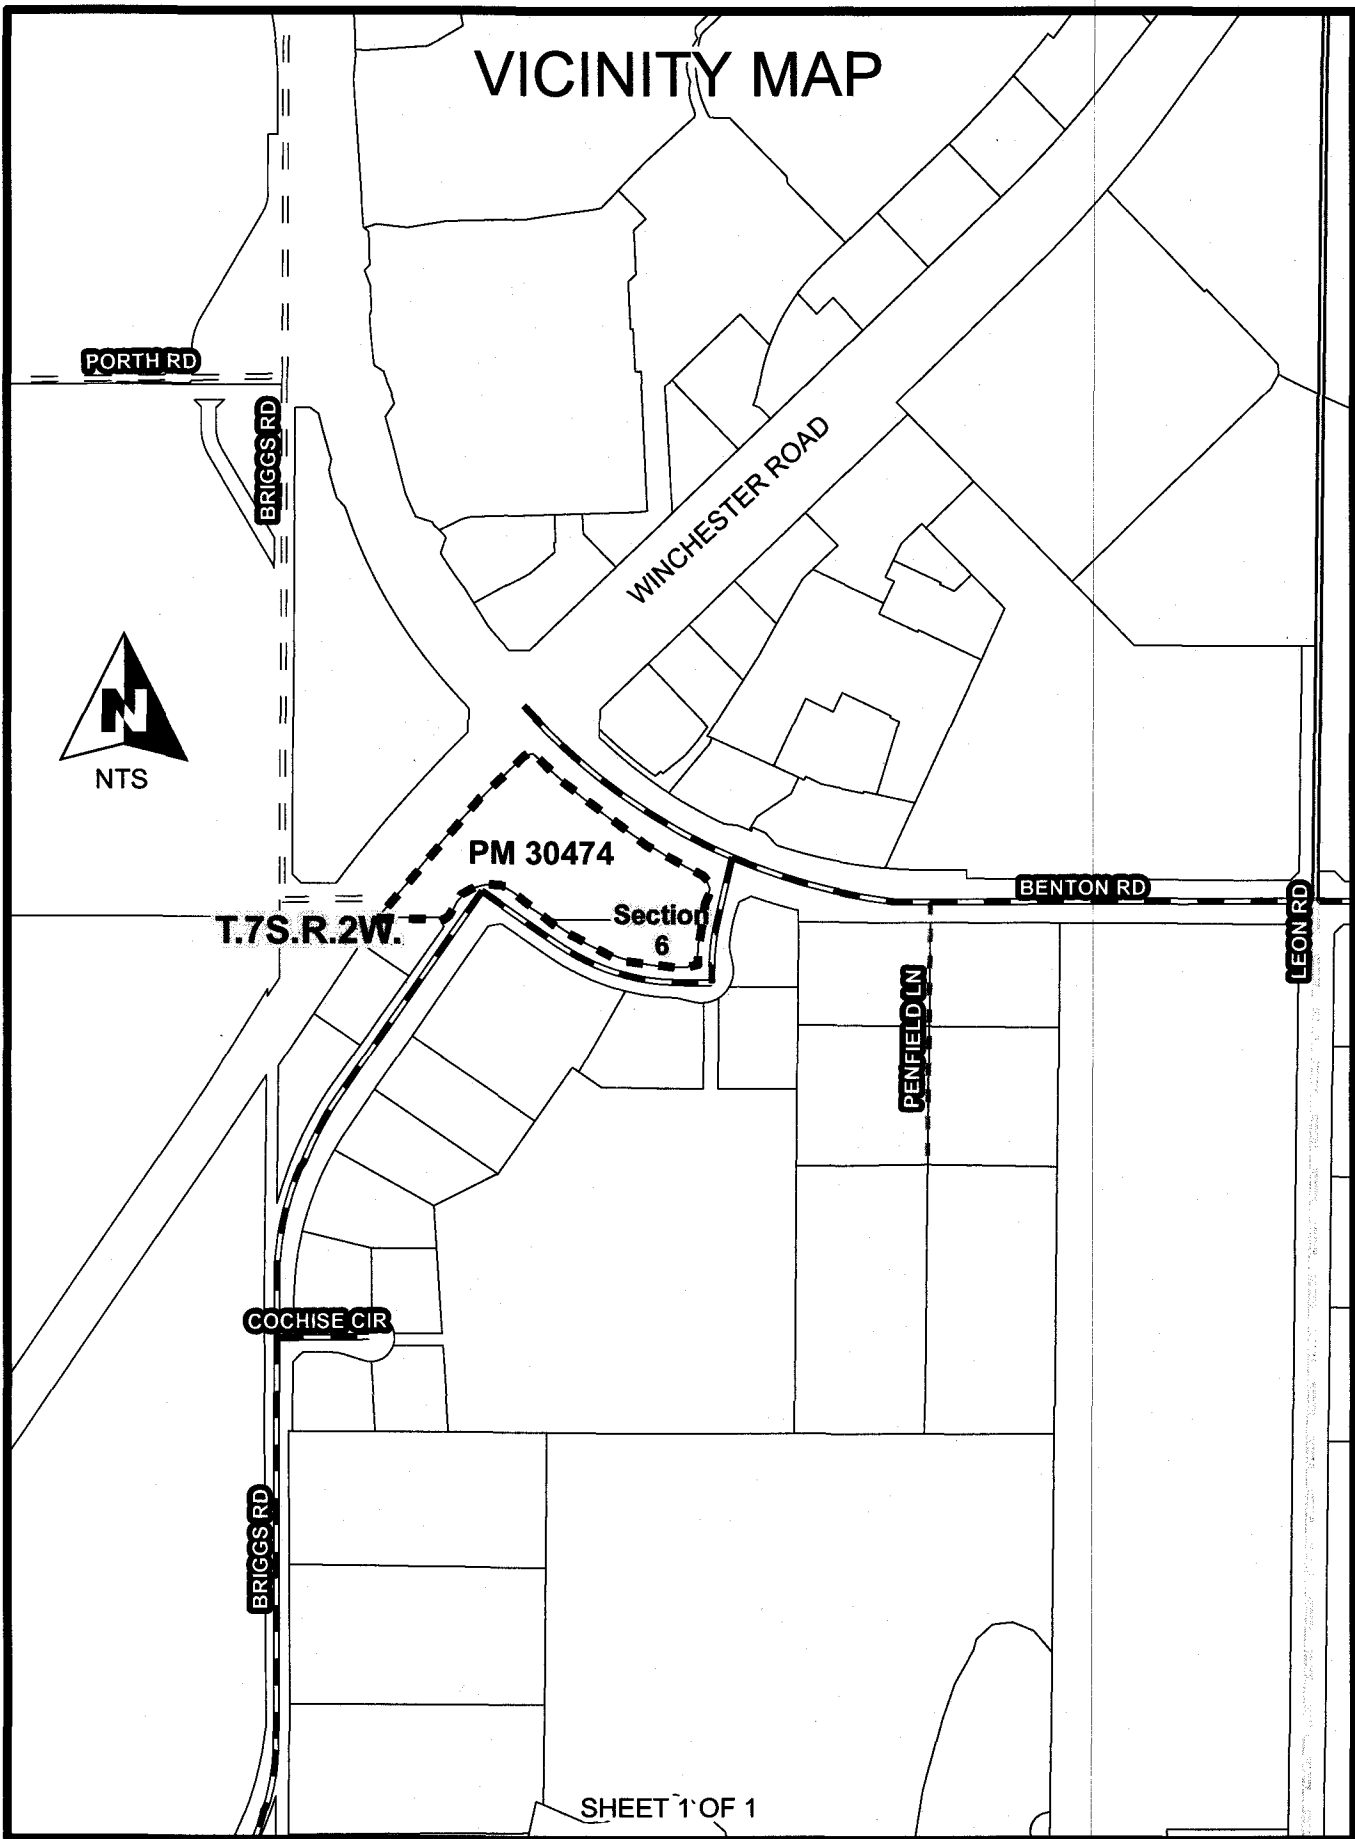 VICINITY MAP
PORTH RD
BRIGGS RD
WINCHESTER ROAD
N
NTS
PM 30474
BENTON RD
T.7S.R.2W.
Section
6
LEON RD
PENFIELD LN
COCHISE CIR
BRIGGS RD
SHEET 1 OF 1